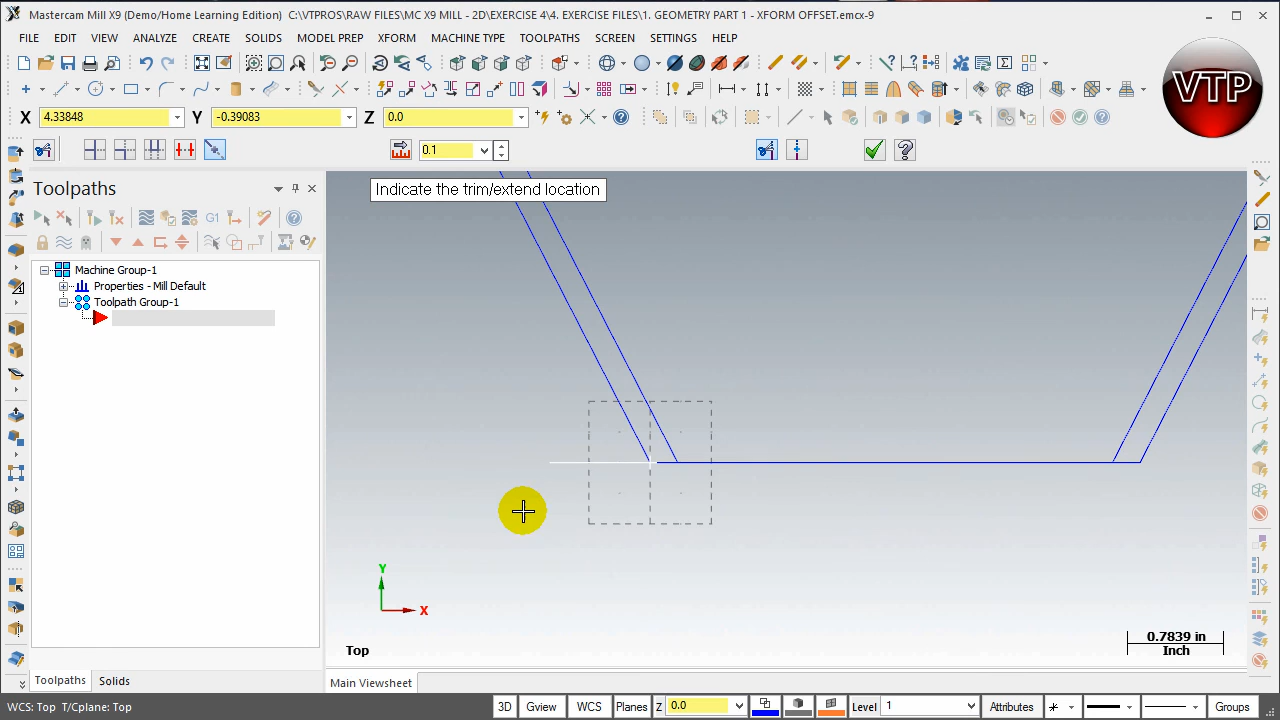 Mastercam Mill X9 (Demo/Home Learning Edition) C:\VTPROS\RAW FILES\MC X9 MILL - 2D\EXERCISE 4\4. EXERCISE FILES\1. GEOMETRY PART 1 - XFORM OFFSET.emcx-9
FILE EDIT VIEW ANALYZE CREATE SOLIDS MODEL PREP XFORM MACHINE TYPE TOOLPATHS SCREEN SETTINGS HELP
VTP
X 4.33848 Y -0.39083 Z 0.0
0.1
Toolpaths
Indicate the trim/extend location
G1
Machine Group-1
Properties - Mill Default
Toolpath Group-1
Y
X
Top
0.7839 in
Inch
Toolpaths Solids
Main Viewsheet
WCS: Top T/Cplane: Top
3D Gview WCS Planes Z 0.0 Level 1 Attributes Groups